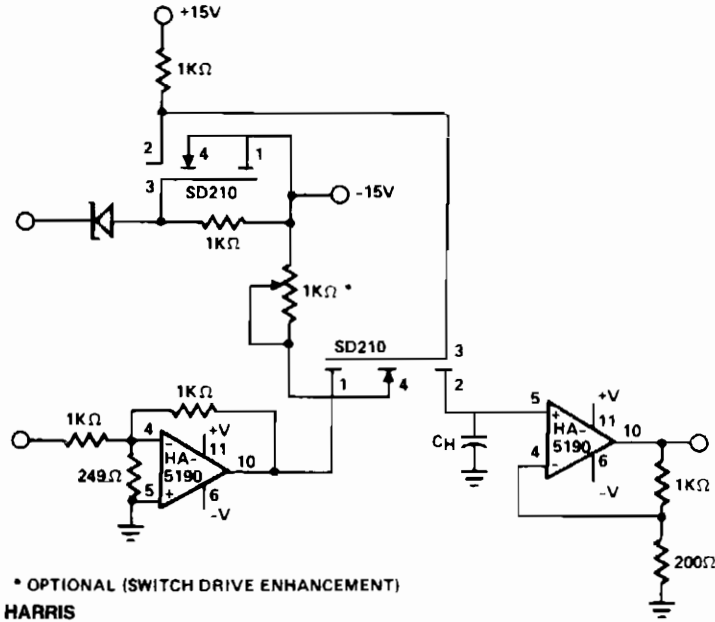 +15V
1KΩ
2
4
1
3
SD210
-15V
1KΩ
1KΩ *
SD210
3
1
4
2
1KΩ
1KΩ
4
+V
-
HA-
5190
11
10
249Ω
5
+
6
-V
CH
5
+
+V
11
HA-
5190
10
4
-
6
-V
1KΩ
200Ω
* OPTIONAL (SWITCH DRIVE ENHANCEMENT)
HARRIS